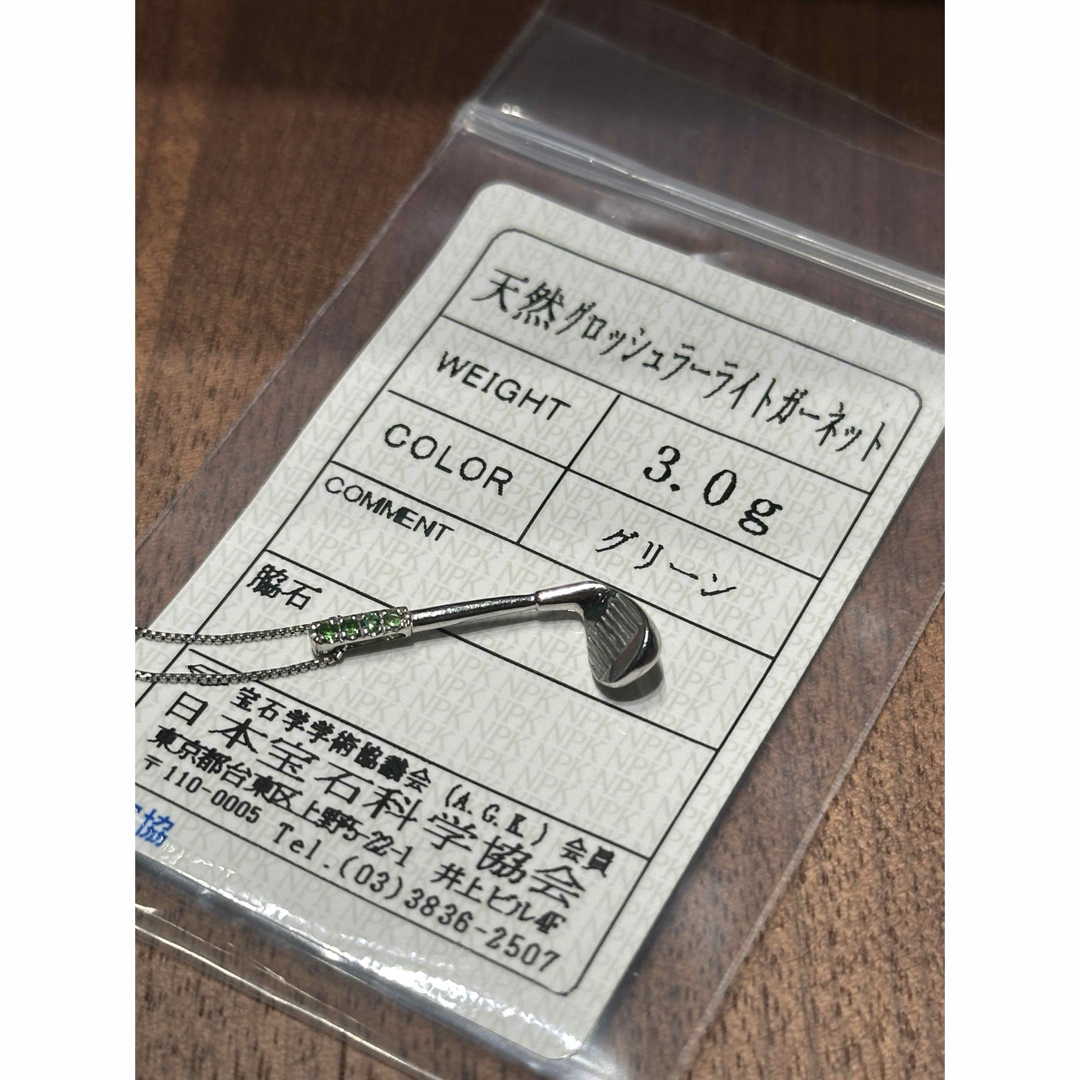 天然グロッシュラーライトガーネット
WEIGHT 3.0g
COLOR グリーン
COMMENT
脇石
宝石学学術協議会 (A.G.K.) 会員
日本宝石科学協会
東京都台東区上野5-22-1 井上ビル4F
〒110-0005 Tel.(03)3836-2507
協